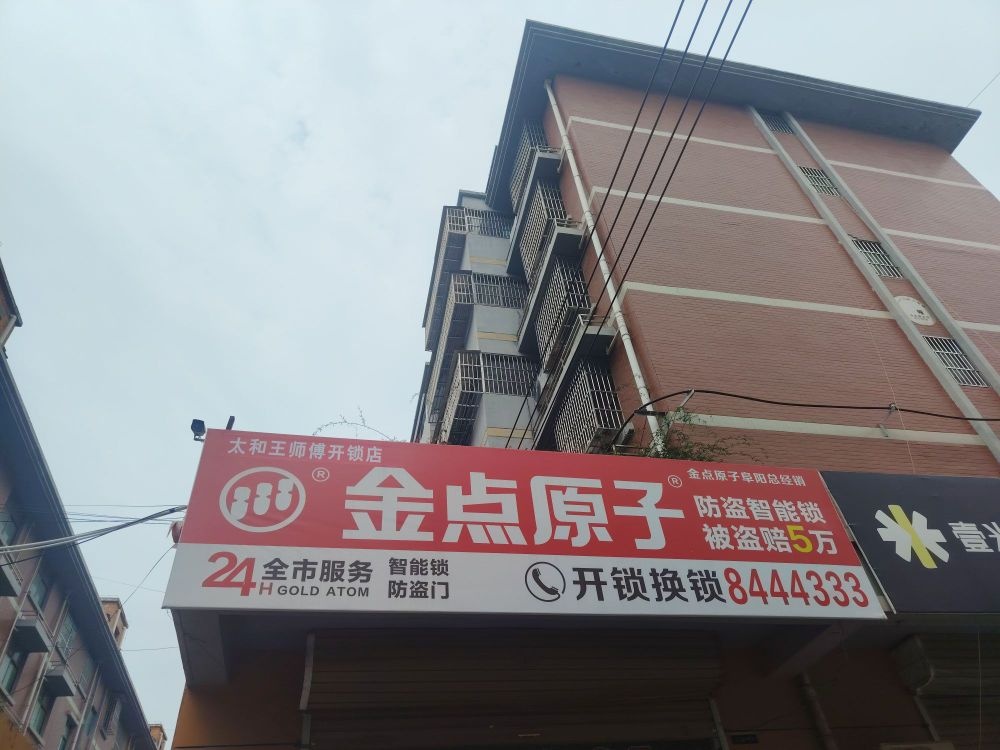 太和王师傅开锁店
金点原子
®
®
金点原子阜阳总经销
防盗智能锁
被盗赔5万
24H
全市服务
GOLD ATOM
智能锁
防盗门
开锁换锁8444333
壹米